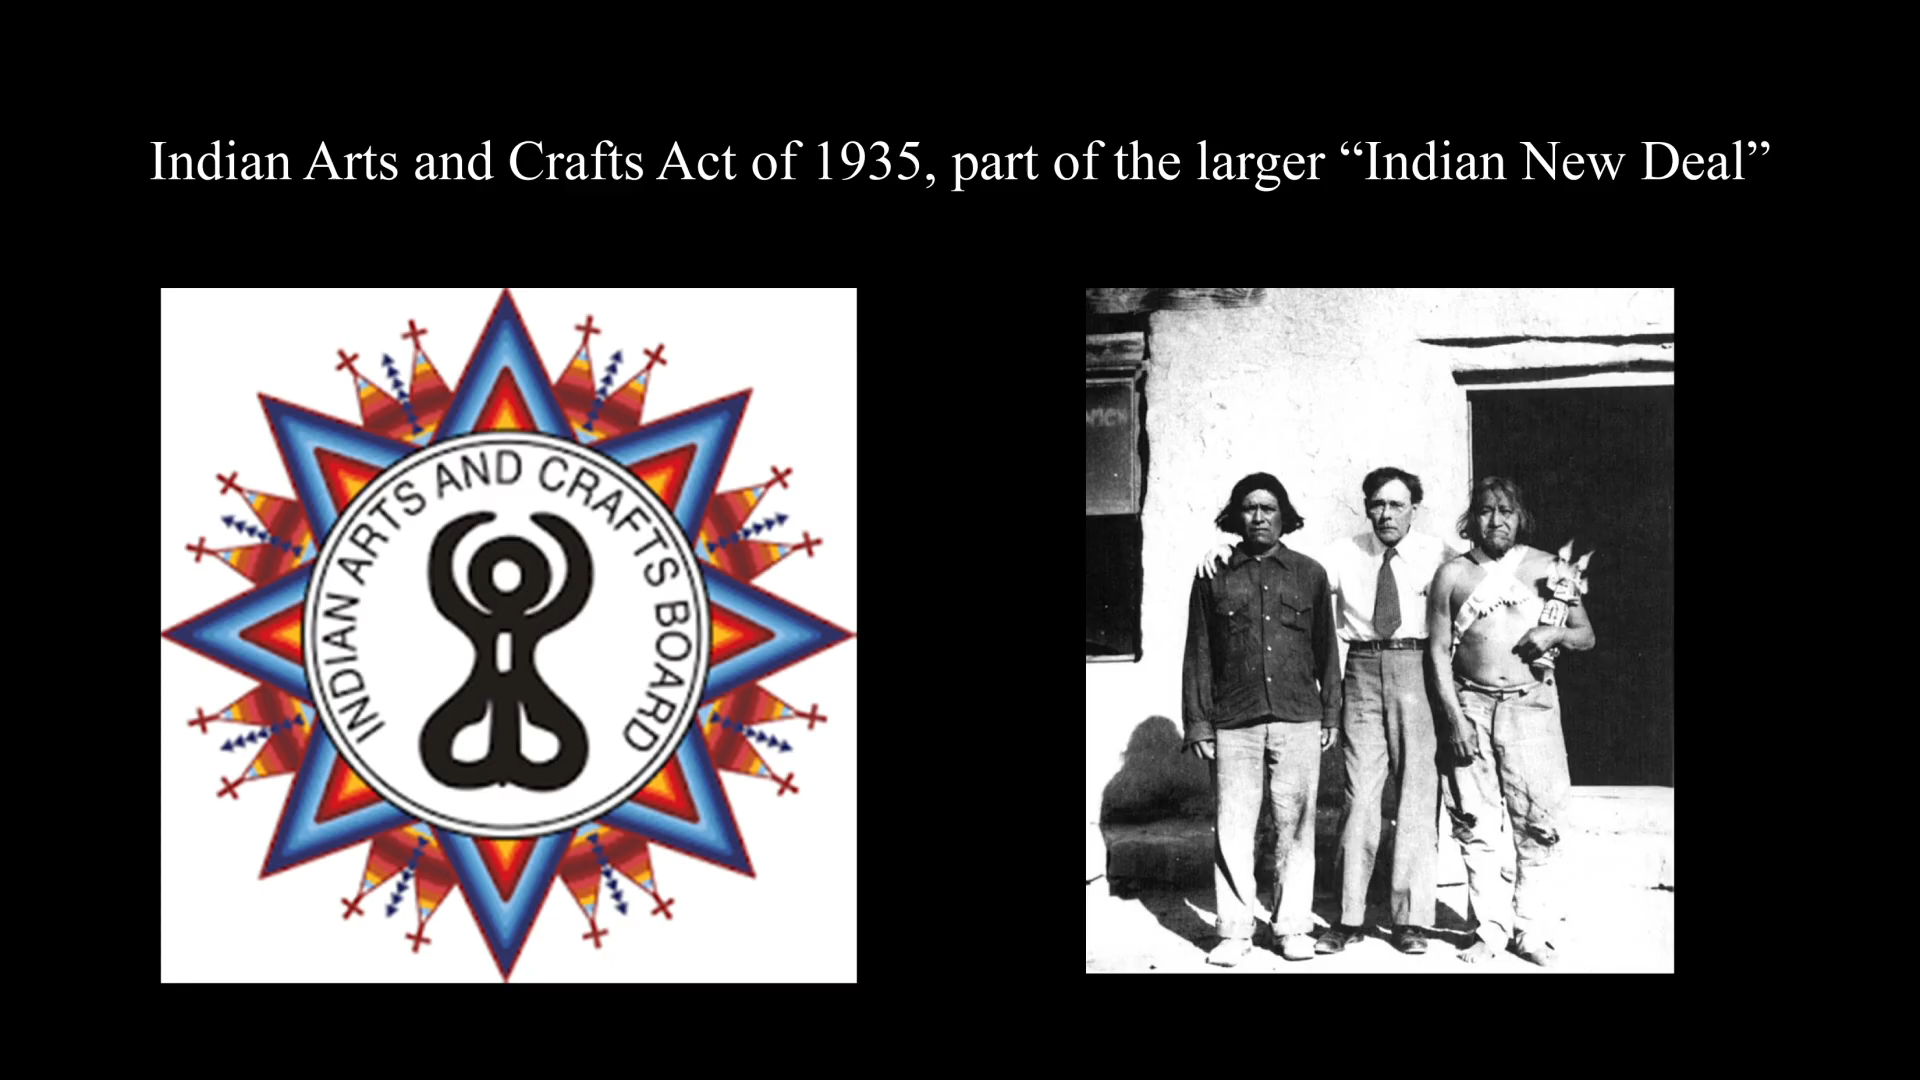 Indian Arts and Crafts Act of 1935, part of the larger “Indian New Deal”
INDIAN ARTS AND CRAFTS BOARD